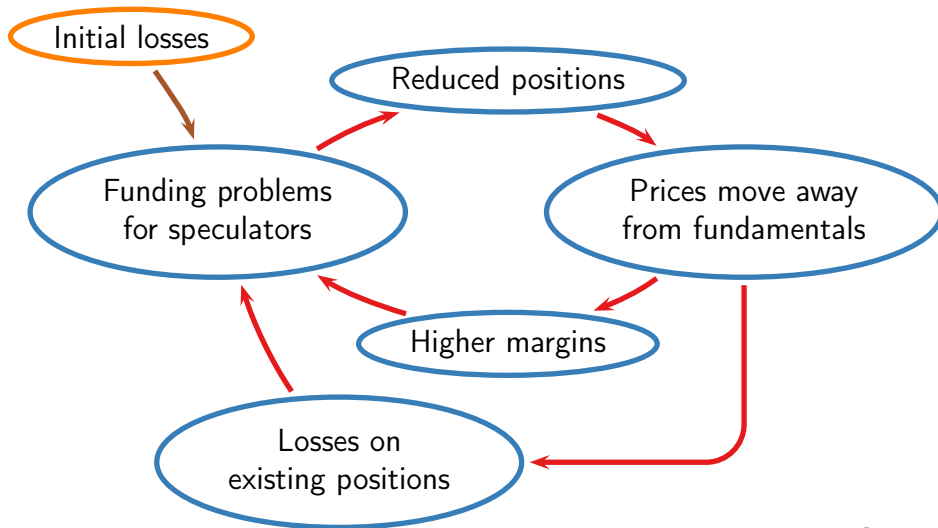 Initial losses
Reduced positions
Funding problems
for speculators
Prices move away
from fundamentals
Higher margins
Losses on
existing positions